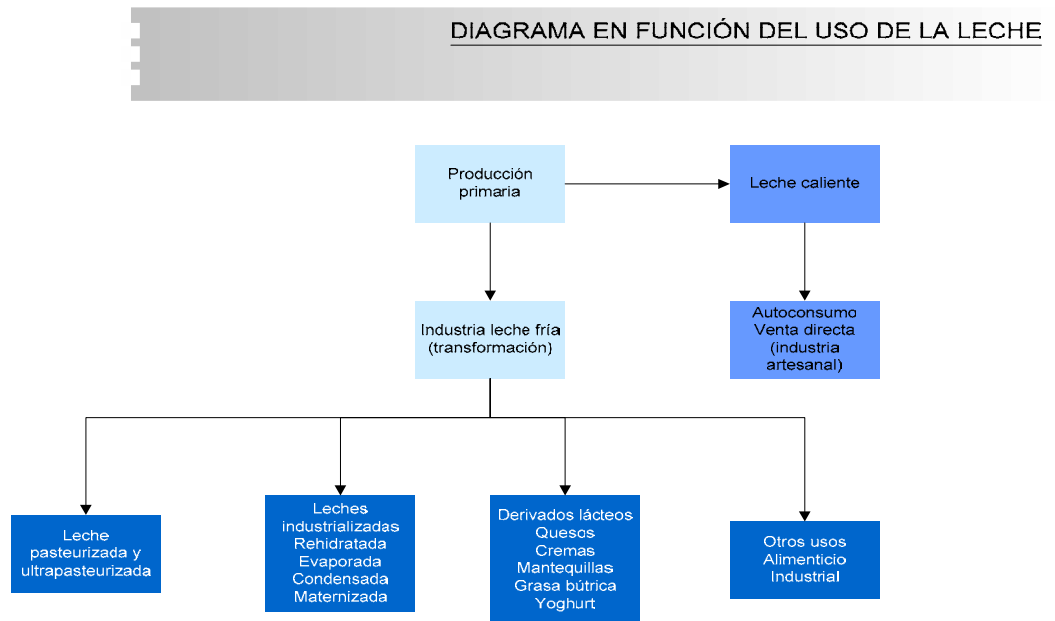 DIAGRAMA EN FUNCIÓN DEL USO DE LA LECHE
Producción
primaria
Leche caliente
Industria leche fría
(transformación)
Autoconsumo
Venta directa
(industria
artesanal)
Leche
pasteurizada y
ultrapasteurizada
Leches
industrializadas
Rehidratada
Evaporada
Condensada
Maternizada
Derivados lácteos
Quesos
Cremas
Mantequillas
Grasa bútrica
Yoghurt
Otros usos
Alimenticio
Industrial